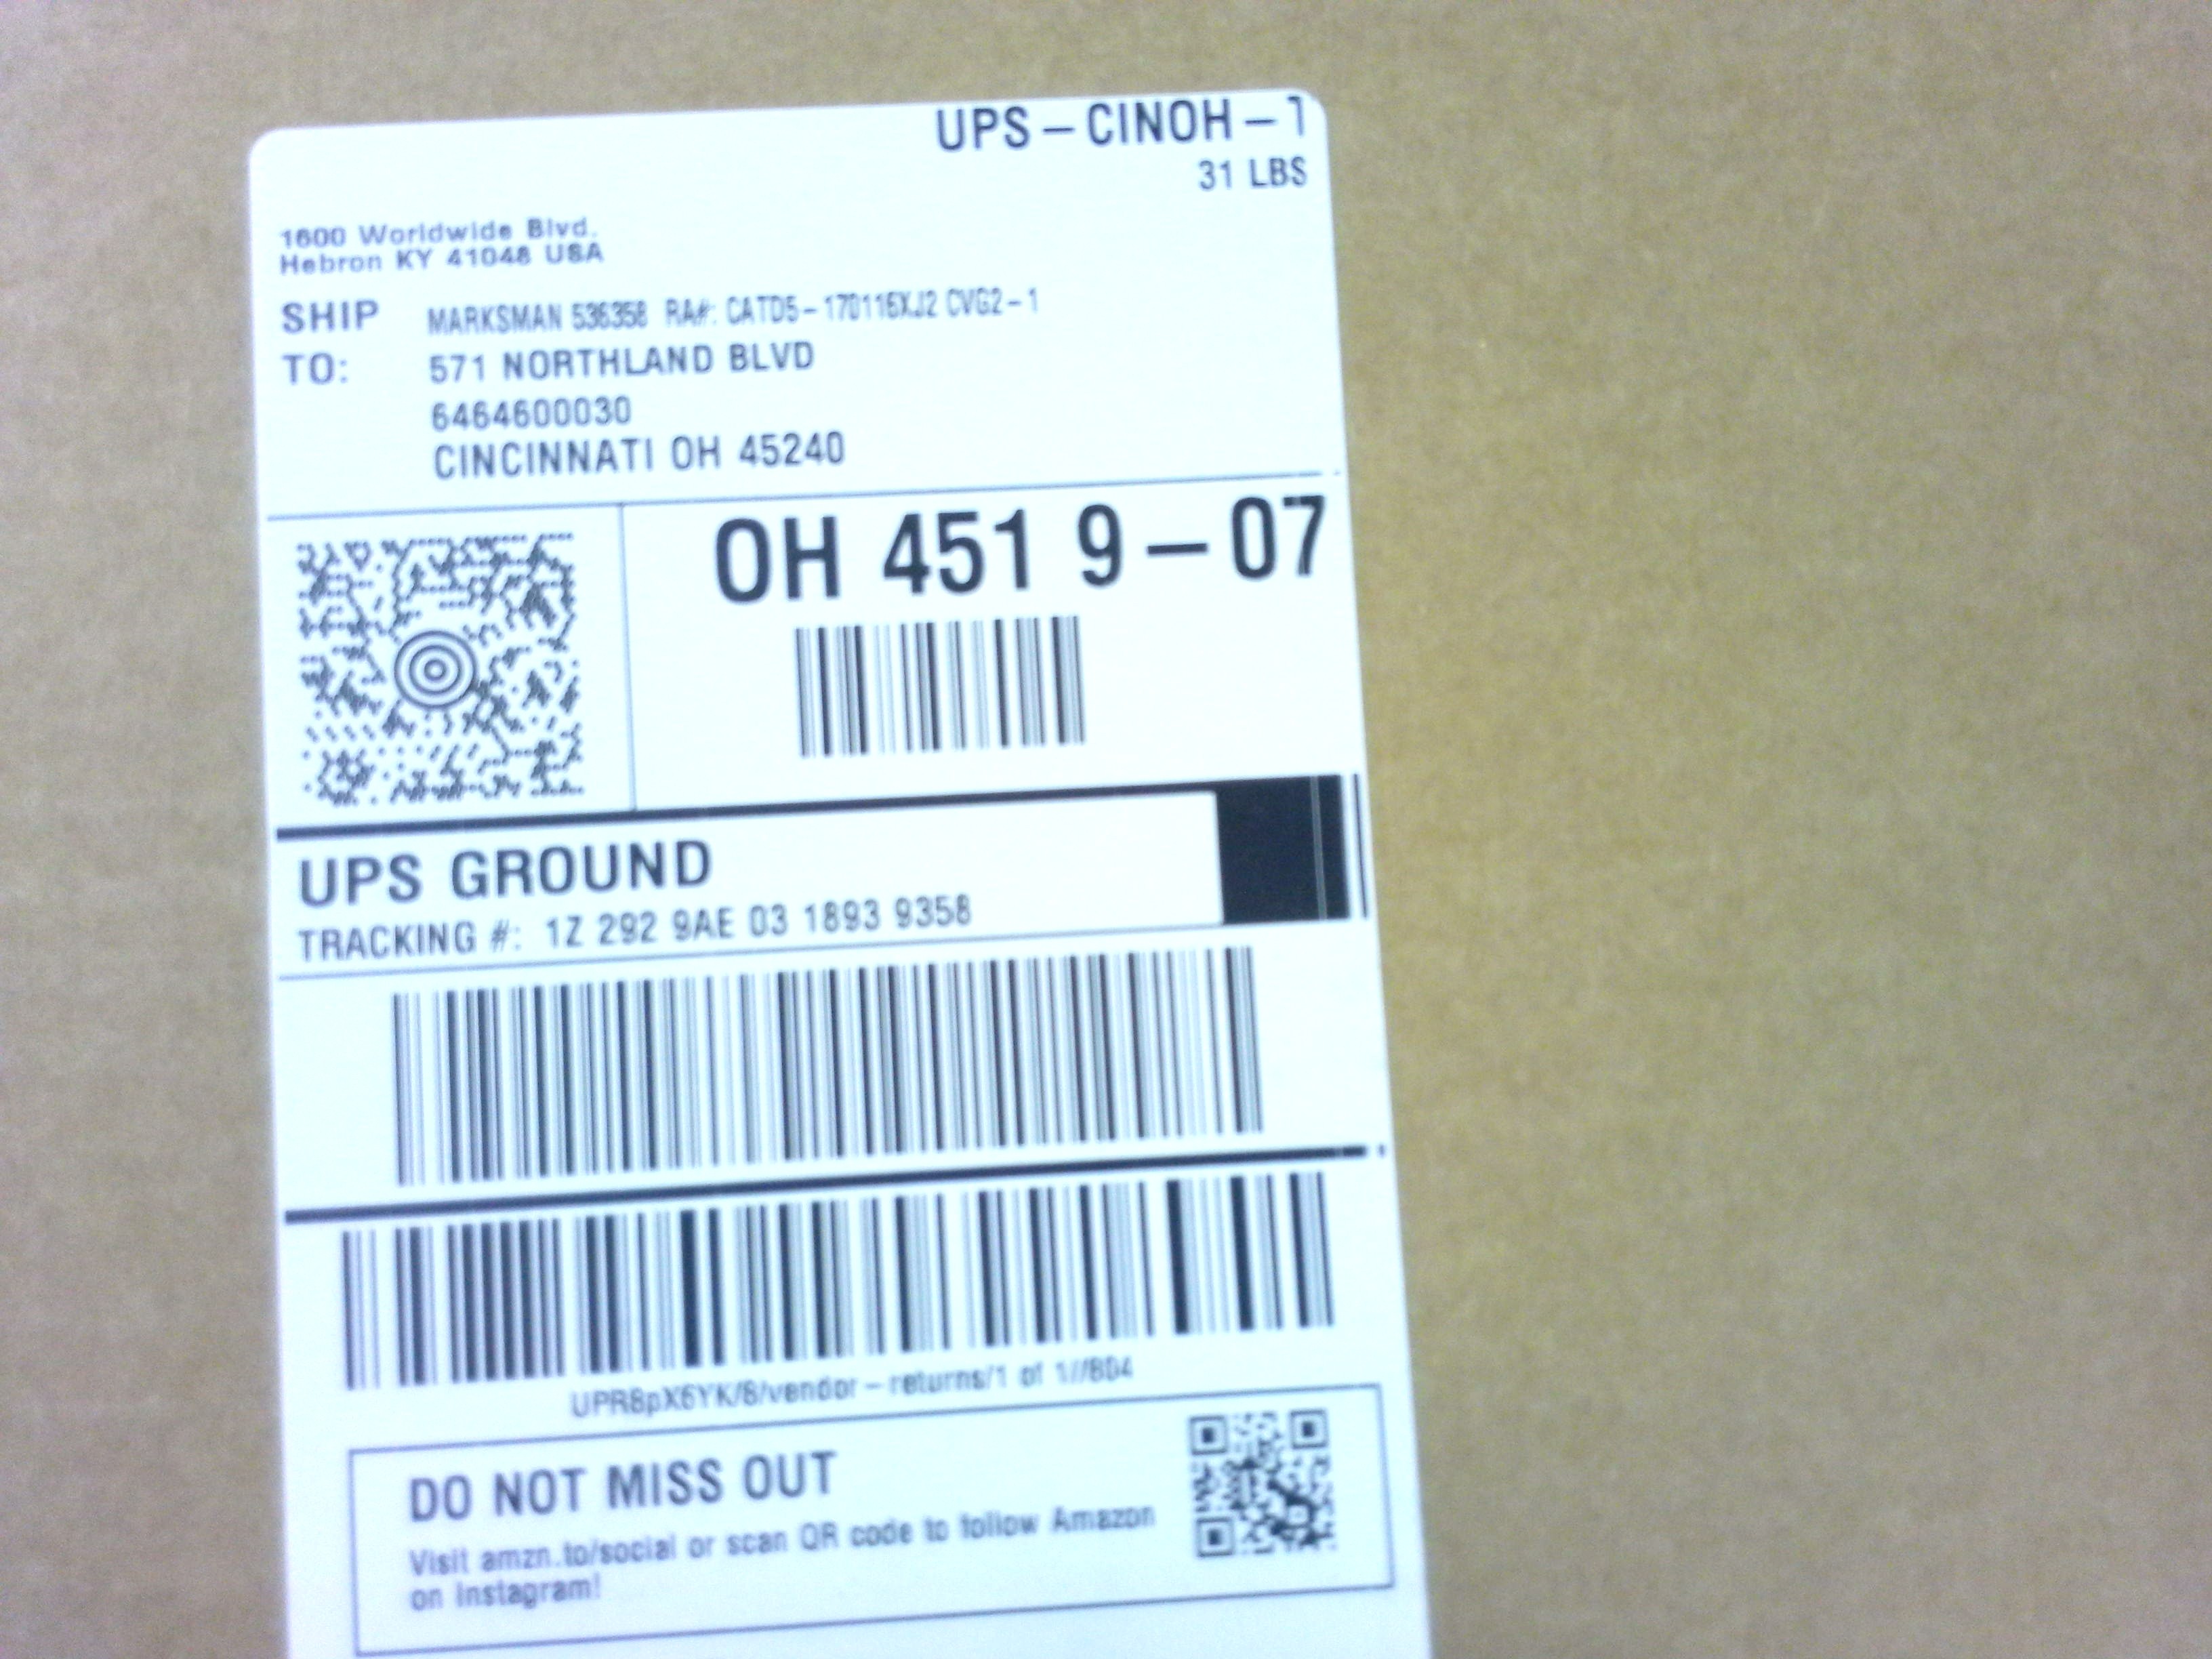 UPS - CINOH - 1
31 LBS
1600 Worldwide Blvd.
Hebron KY 41048 USA
SHIP TO:
MARKSMAN 536358 RA#: CATD5-170116XJ2 CVG2-1
571 NORTHLAND BLVD
6464600030
CINCINNATI OH 45240
OH 451 9-07
UPS GROUND
TRACKING #: 1Z 292 9AE 03 1893 9358
UPR8pX6YK/6/vendor-returns/1 of 1//BD4
DO NOT MISS OUT
Visit amzn.to/social or scan QR code to follow Amazon
on Instagram!